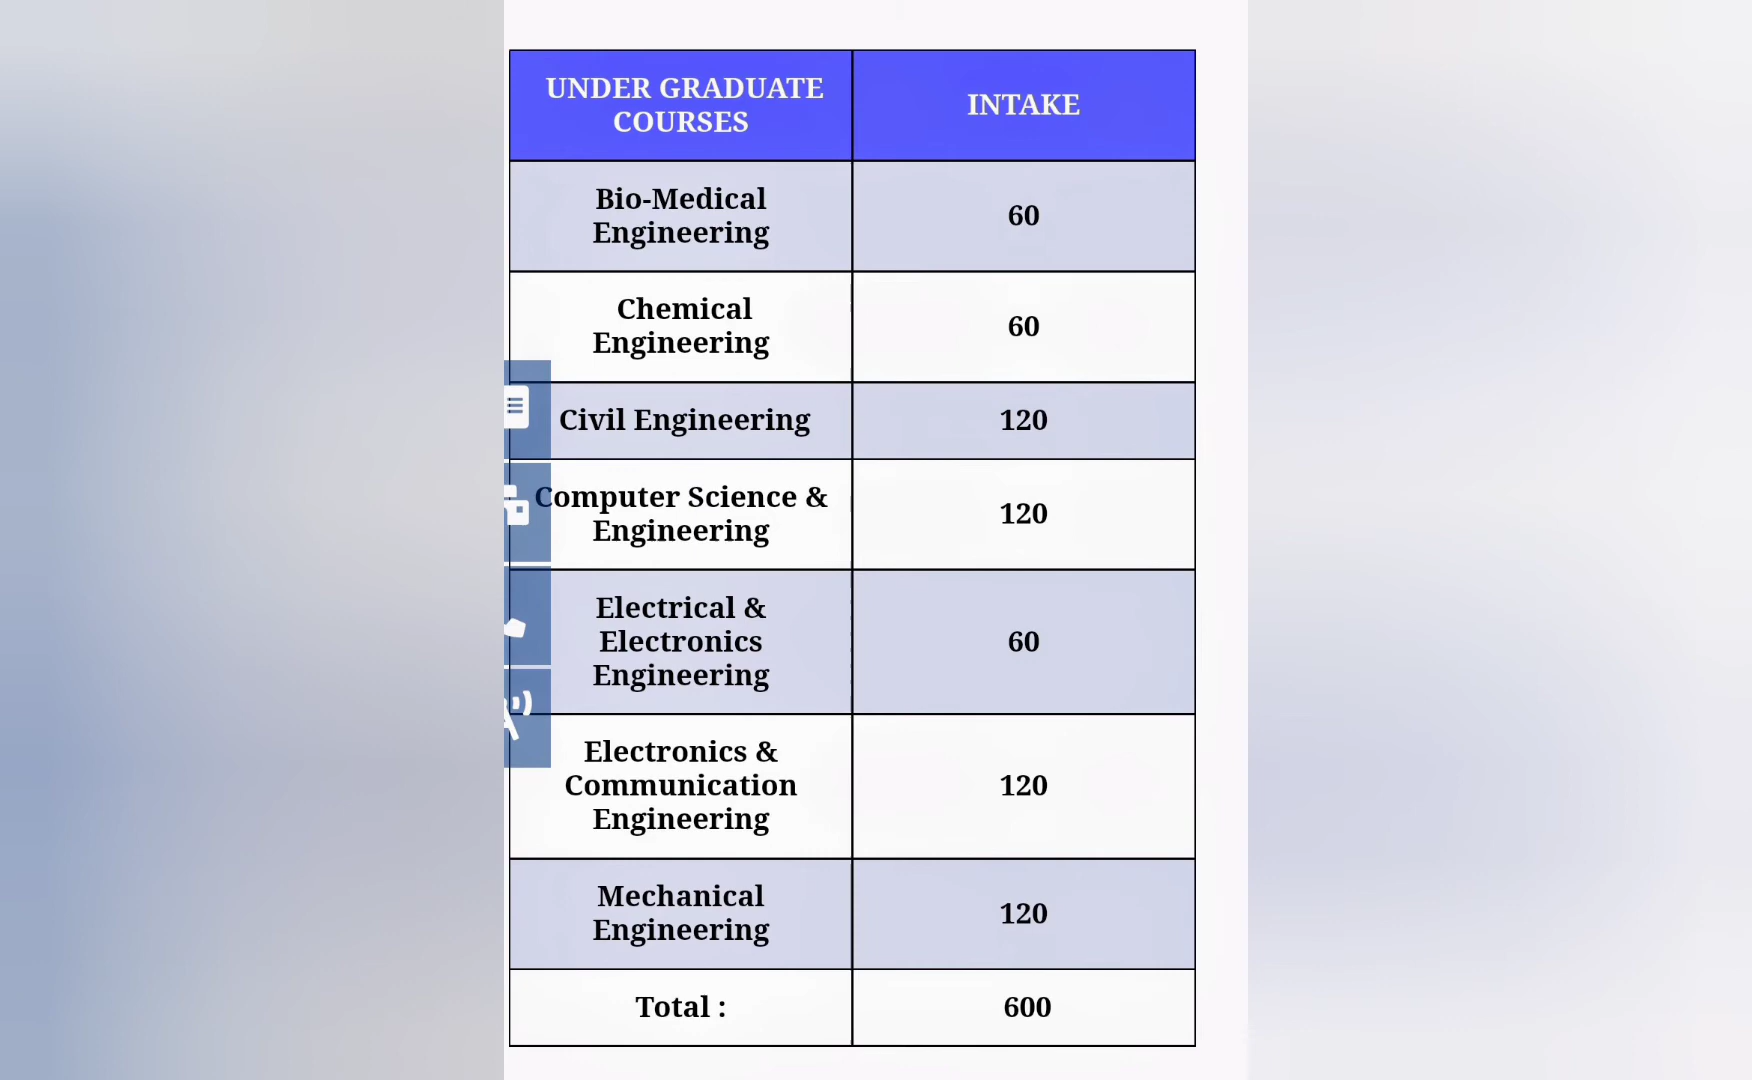 UNDER GRADUATE
COURSES
INTAKE
Bio-Medical
Engineering
60
Chemical
Engineering
60
Civil Engineering
120
Computer Science &
Engineering
120
Electrical &
Electronics
Engineering
60
Electronics &
Communication
Engineering
120
Mechanical
Engineering
120
Total :
600